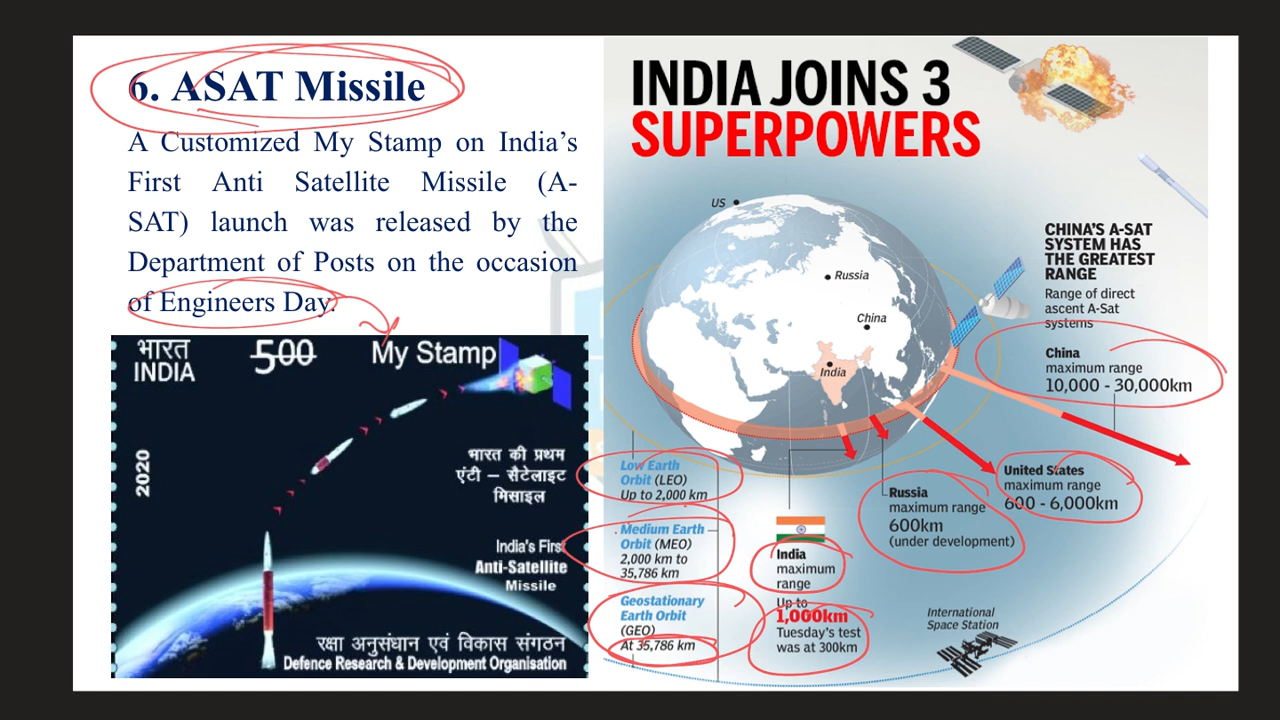 6. ASAT Missile
A Customized My Stamp on India's
First Anti Satellite Missile (A-
SAT) launch was released by the
Department of Posts on the occasion
of Engineers Day.
भारत
INDIA
500
My Stamp
2020
भारत की प्रथम
एंटी – सैटेलाइट
मिसाइल
India's First
Anti-Satellite
Missile
रक्षा अनुसंधान एवं विकास संगठन
Defence Research & Development Organisation
INDIA JOINS 3
SUPERPOWERS
US
Russia
China
India
CHINA'S A-SAT
SYSTEM HAS
THE GREATEST
RANGE
Range of direct
ascent A-Sat
systems
China
maximum range
10,000 - 30,000km
United States
maximum range
600 - 6,000km
Russia
maximum range
600km
(under development)
India
maximum
range
Up to
1,000km
Tuesday's test
was at 300km
Low Earth
Orbit (LEO)
Up to 2,000 km
Medium Earth
Orbit (MEO)
2,000 km to
35,786 km
Geostationary
Earth Orbit
(GEO)
At 35,786 km
International
Space Station